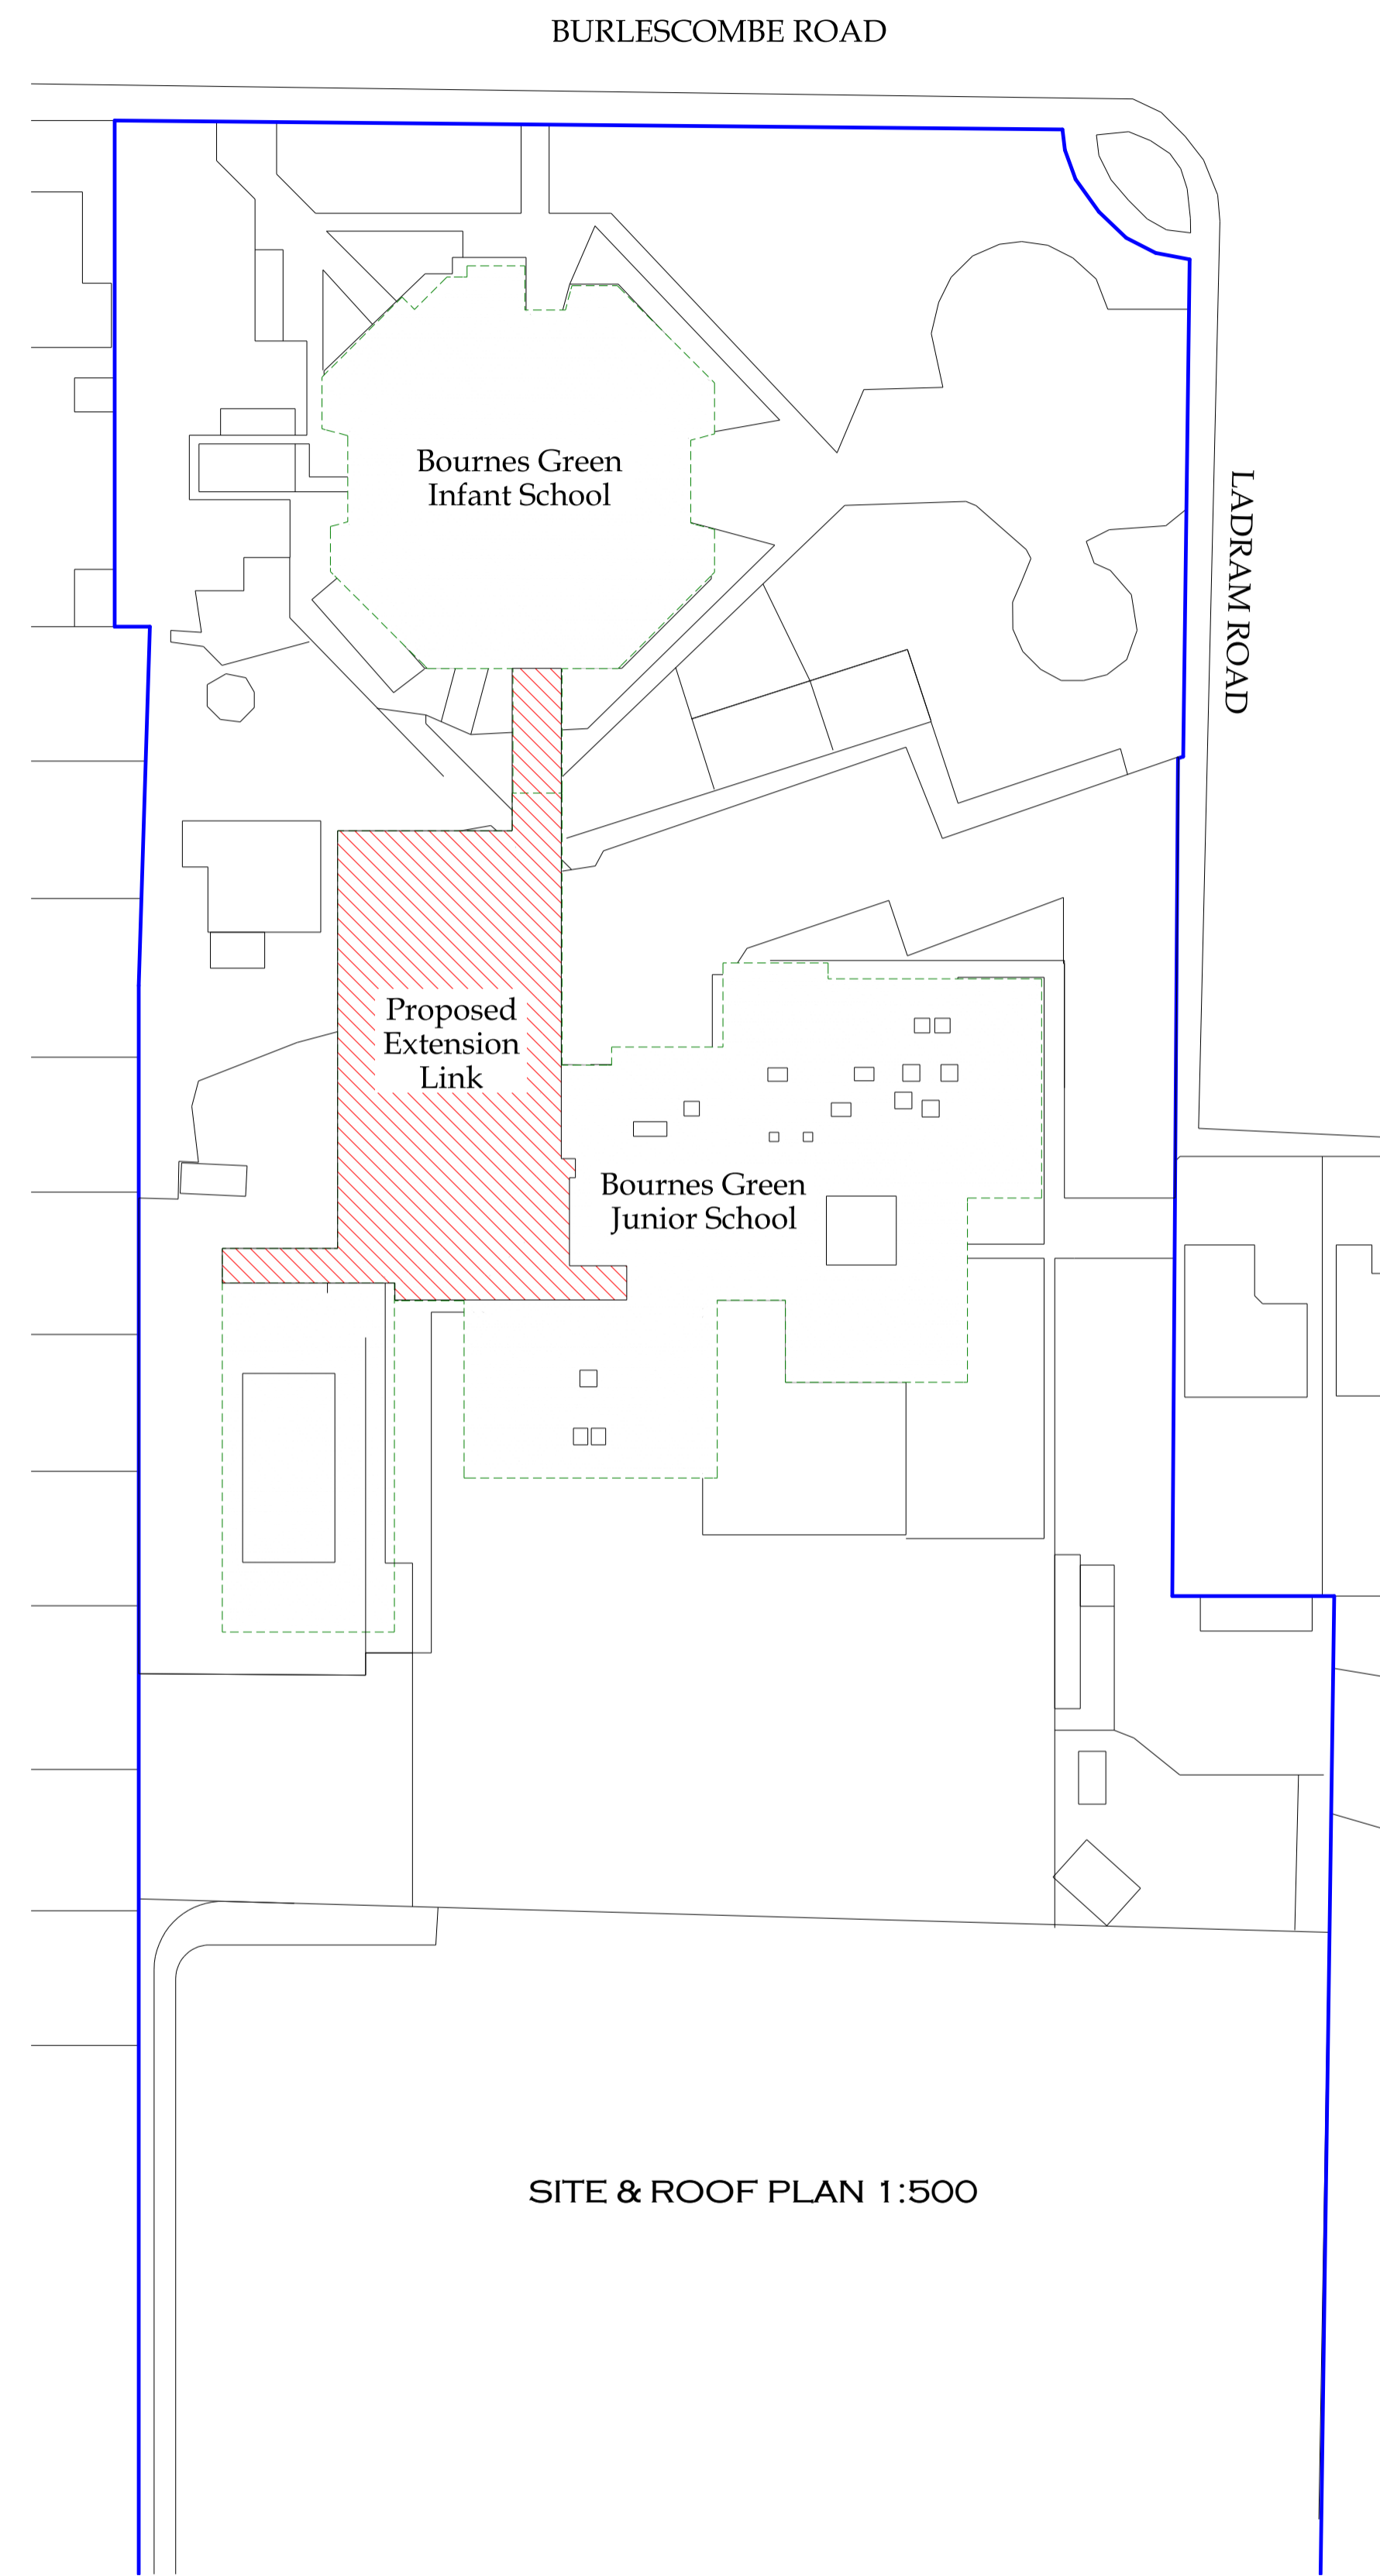 BURLESCOMBE ROAD
Bournes Green
Infant School
LADRAM ROAD
Proposed
Extension
Link
Bournes Green
Junior School
SITE & ROOF PLAN 1:500